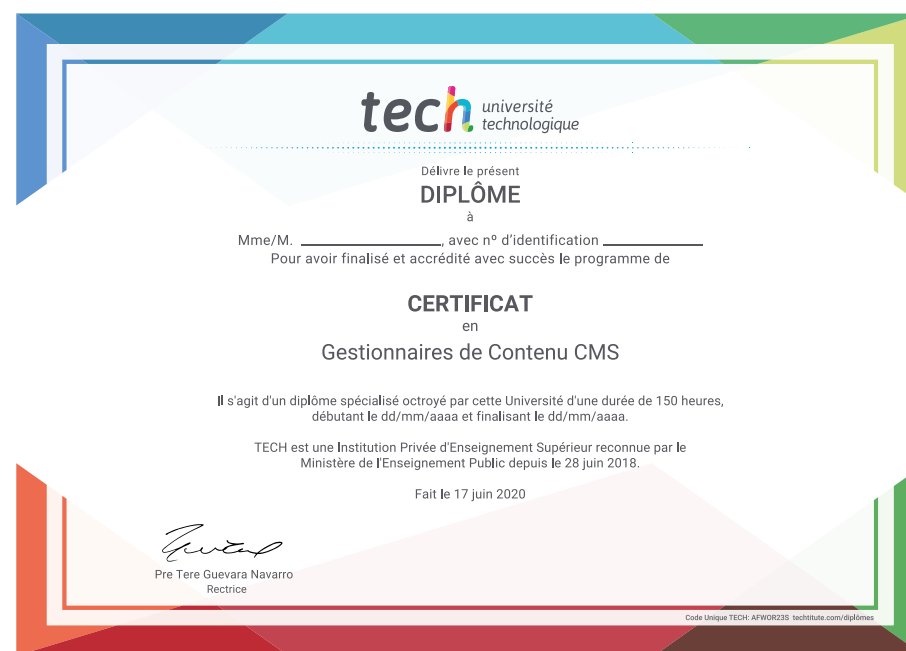 tech université
technologique
Délivre le présent
DIPLÔME
à
Mme/M. ____________________, avec nº d'identification ______________
Pour avoir finalisé et accrédité avec succès le programme de
CERTIFICAT
en
Gestionnaires de Contenu CMS
Il s'agit d'un diplôme spécialisé octroyé par cette Université d'une durée de 150 heures,
débutant le dd/mm/aaaa et finalisant le dd/mm/aaaa.
TECH est une Institution Privée d'Enseignement Supérieur reconnue par le
Ministère de l'Enseignement Public depuis le 28 juin 2018.
Fait le 17 juin 2020
Pre Tere Guevara Navarro
Rectrice
Code Unique TECH: AFWOR23S techtitute.com/diplômes